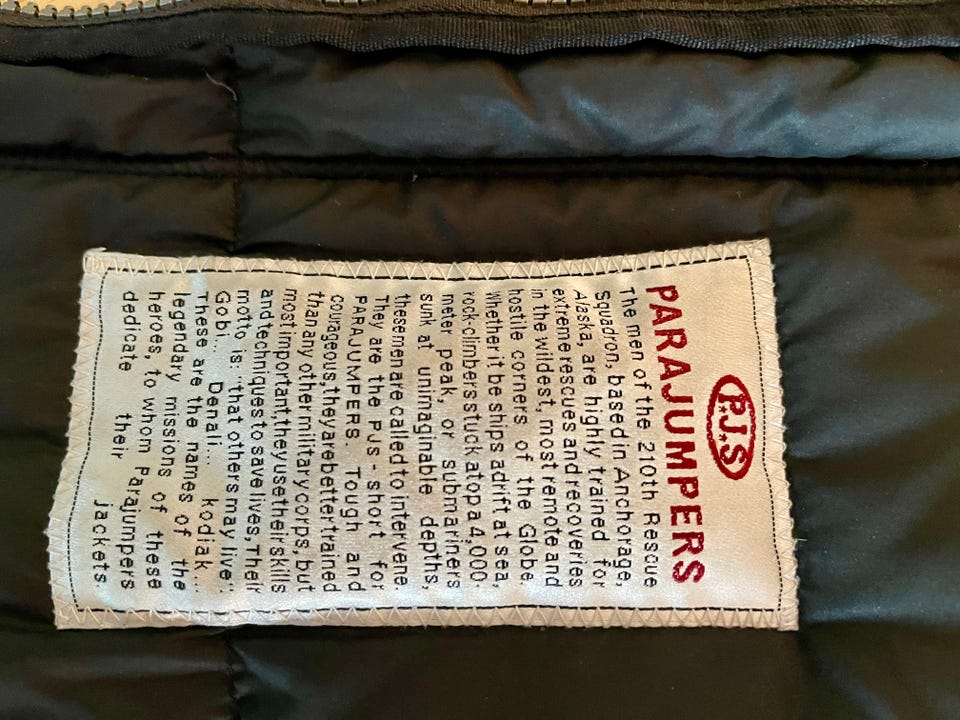 P.J.S
PARAJUMPERS
The men of the 210th Rescue
Squadron, based in Anchorage,
Alaska, are highly trained for
extreme rescues and recoveries
in the wildest, most remote and
hostile corners of the Globe.
Whether it be ships adrift at sea,
rock-climbers stuck atop a 4,000-
meter peak, or submariners
sunk at unimaginable depths,
these men are called to intervene.
They are the PJs - short for
PARAJUMPERS. Tough and
courageous, they are better trained
than any other military corps, but
most important, they use their skills
and techniques to save lives, Their
motto is: "that others may live".
Gobi... Denali... kodiak...
These are the names of the
legendary missions of these
heroes, to whom Parajumpers
dedicate their jackets